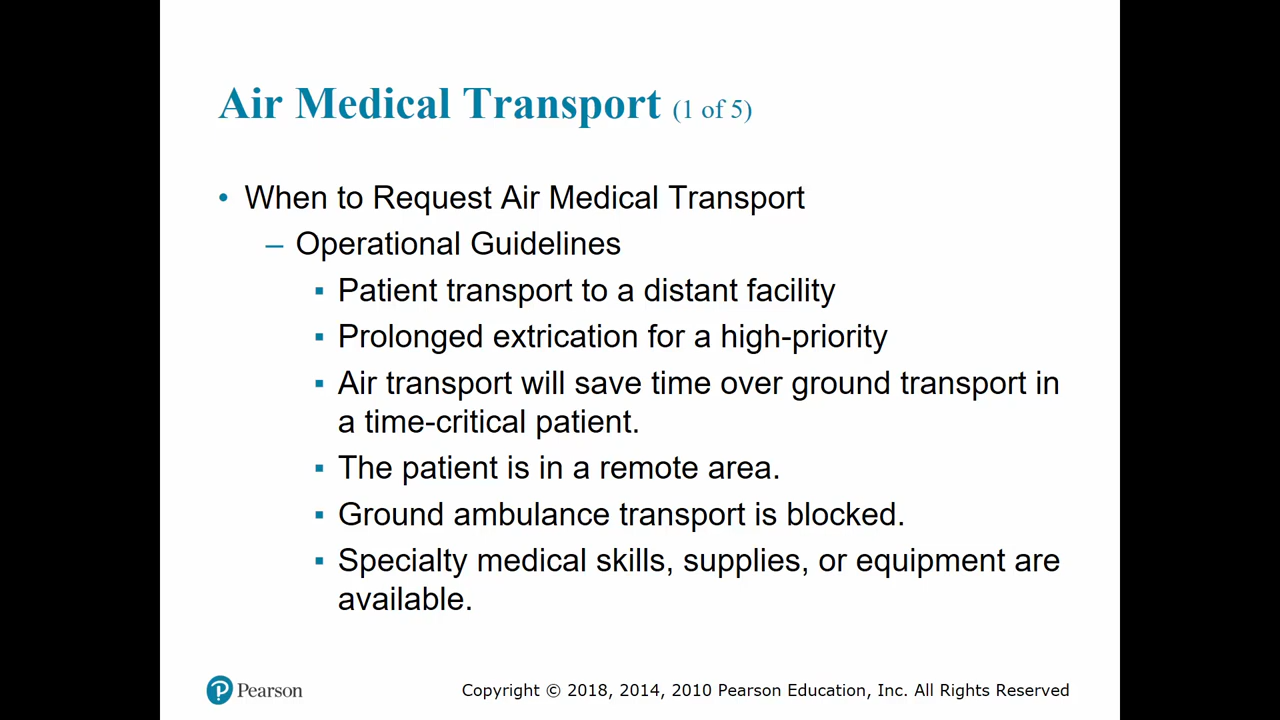 Air Medical Transport (1 of 5)
• When to Request Air Medical Transport
– Operational Guidelines
▪ Patient transport to a distant facility
▪ Prolonged extrication for a high-priority
▪ Air transport will save time over ground transport in
a time-critical patient.
▪ The patient is in a remote area.
▪ Ground ambulance transport is blocked.
▪ Specialty medical skills, supplies, or equipment are
available.
P Pearson
Copyright © 2018, 2014, 2010 Pearson Education, Inc. All Rights Reserved